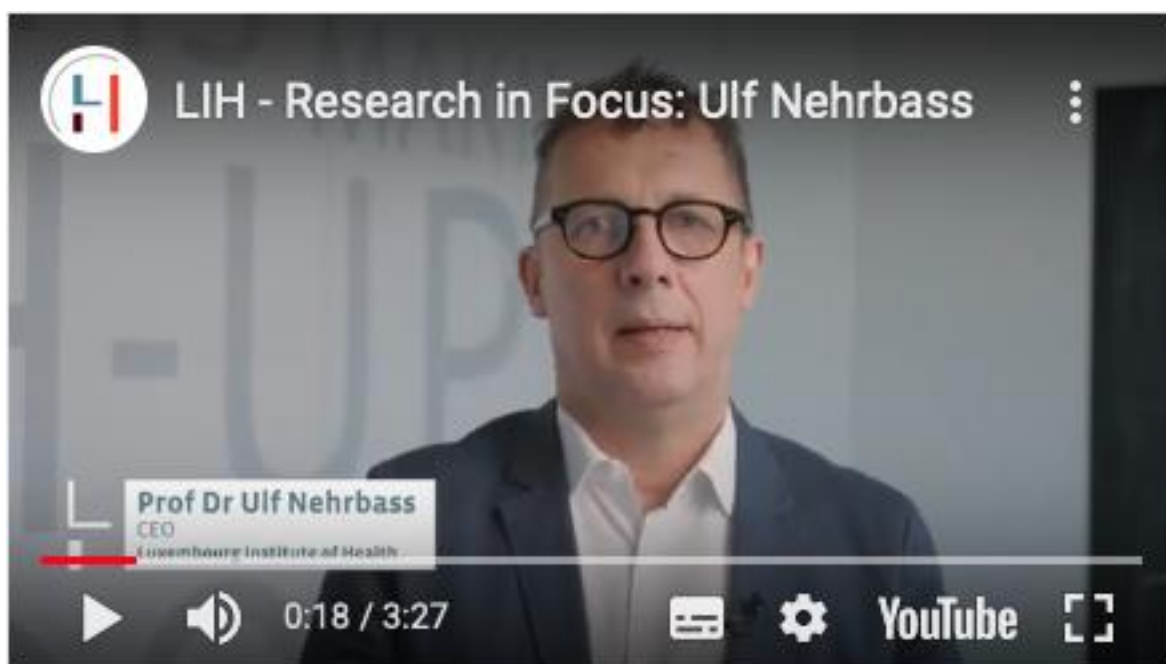 LIH - Research in Focus: Ulf Nehrbass
H-UP
Prof Dr Ulf Nehrbass
CEO
Luxembourg Institute of Health
0:18 / 3:27
YouTube